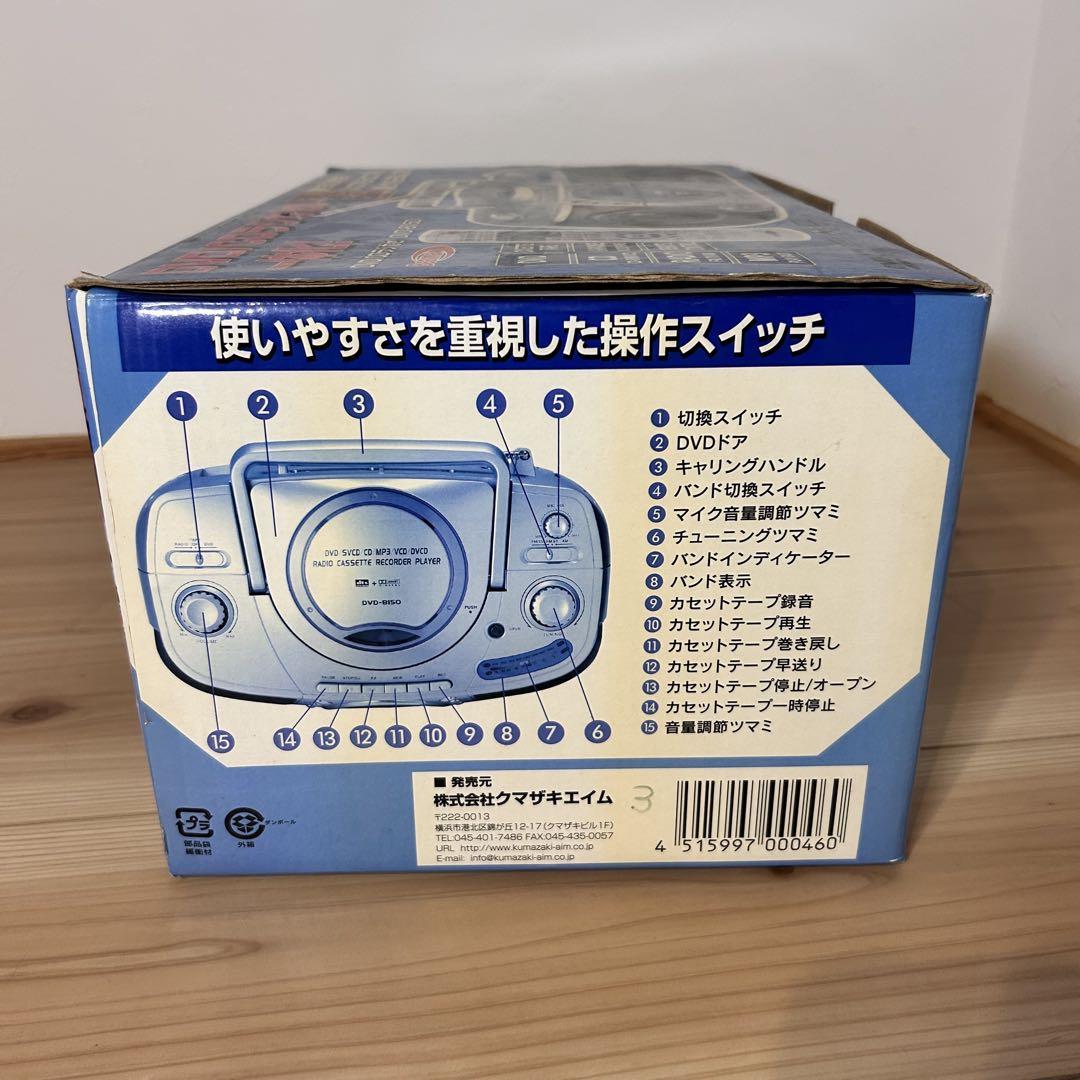 使いやすさを重視した操作スイッチ
1 2 3 4 5
1 切換スイッチ
2 DVDドア
3 キャリングハンドル
4 バンド切換スイッチ
5 マイク音量調節ツマミ
6 チューニングツマミ
7 バンドインディケーター
8 バンド表示
9 カセットテープ録音
10 カセットテープ再生
11 カセットテープ巻き戻し
12 カセットテープ早送り
13 カセットテープ停止/オープン
14 カセットテープ一時停止
15 音量調節ツマミ
DVD/SVCD/CD/MP3/VCD/DVCD
RADIO CASSETTE RECORDER PLAYER
dts +
DVD-8150
PUSH
15 14 13 12 11 10 9 8 7 6
■ 発売元
株式会社クマザキエイム
〒222-0013
横浜市港北区錦が丘12-17(クマザキビル1F)
TEL:045-401-7486 FAX:045-435-0057
URL http://www.kumazaki-aim.co.jp
E-mail: info@kumazaki-aim.co.jp
3
4 515997 000460
プラ
部品袋
緩衝材
ダンボール
外箱